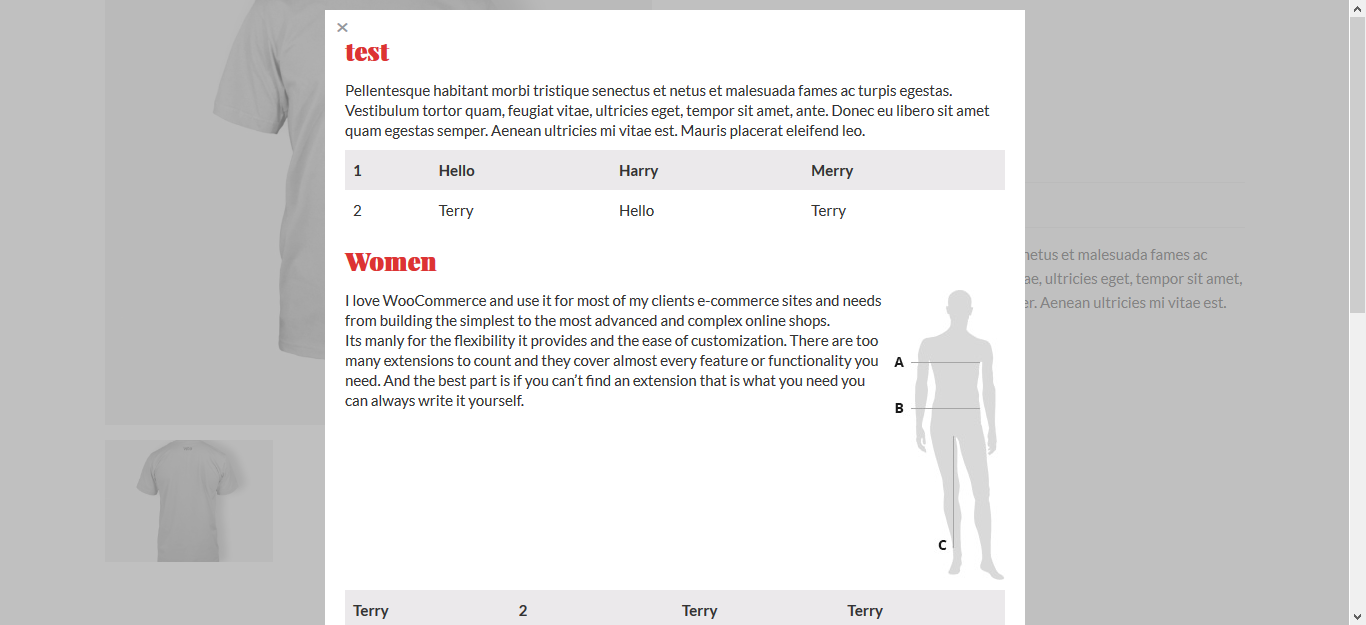 ×
test
Pellentesque habitant morbi tristique senectus et netus et malesuada fames ac turpis egestas.
Vestibulum tortor quam, feugiat vitae, ultricies eget, tempor sit amet, ante. Donec eu libero sit amet
quam egestas semper. Aenean ultricies mi vitae est. Mauris placerat eleifend leo.
1 Hello Harry Merry
2 Terry Hello Terry
Women
I love WooCommerce and use it for most of my clients e-commerce sites and needs
from building the simplest to the most advanced and complex online shops.
Its manly for the flexibility it provides and the ease of customization. There are too
many extensions to count and they cover almost every feature or functionality you
need. And the best part is if you can’t find an extension that is what you need you
can always write it yourself.
A
B
C
Terry 2 Terry Terry
netus et malesuada fames ac
ae, ultricies eget, tempor sit amet,
er. Aenean ultricies mi vitae est.